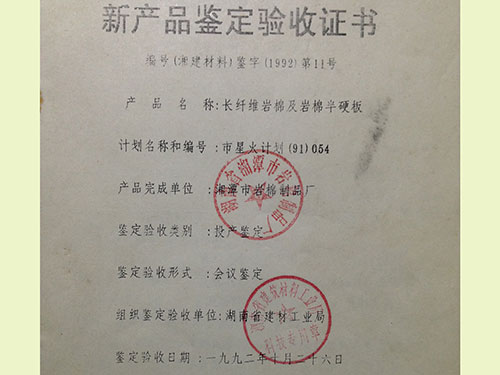 新产品鉴定验收证书
编号(湘建材料)鉴字(1992)第11号
产品名称:长纤维岩棉及岩棉半硬板
计划名称和编号:市星火计划(91)054
产品完成单位:湘潭市岩棉制品厂
鉴定验收类别:投产鉴定
鉴定验收形式:会议鉴定
组织鉴定验收单位:湖南省建材工业局
鉴定验收日期:一九九二年十月二十六日